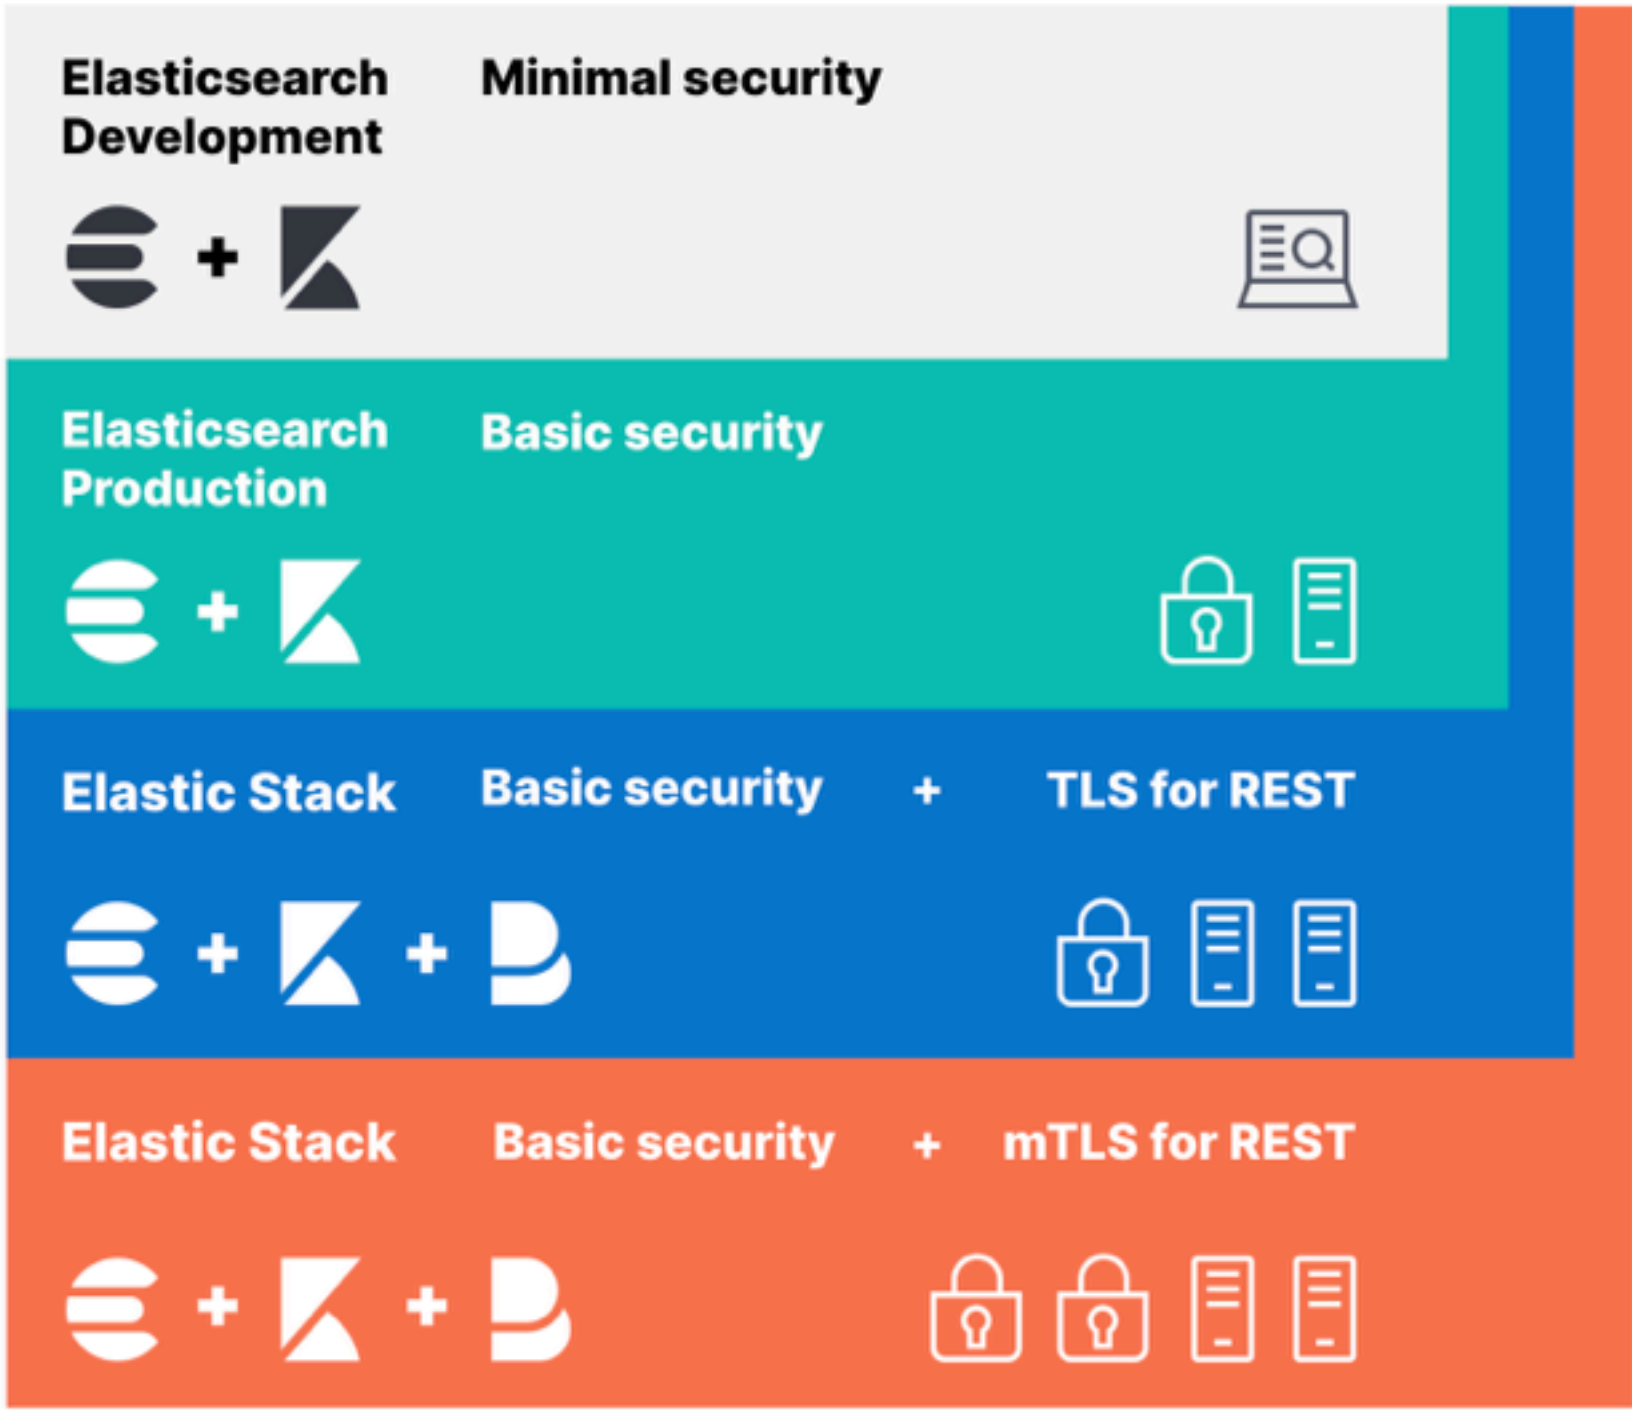 Elasticsearch
Development
Minimal security
+
Elasticsearch
Production
Basic security
+
Elastic Stack
Basic security + TLS for REST
+ +
Elastic Stack
Basic security + mTLS for REST
+ +